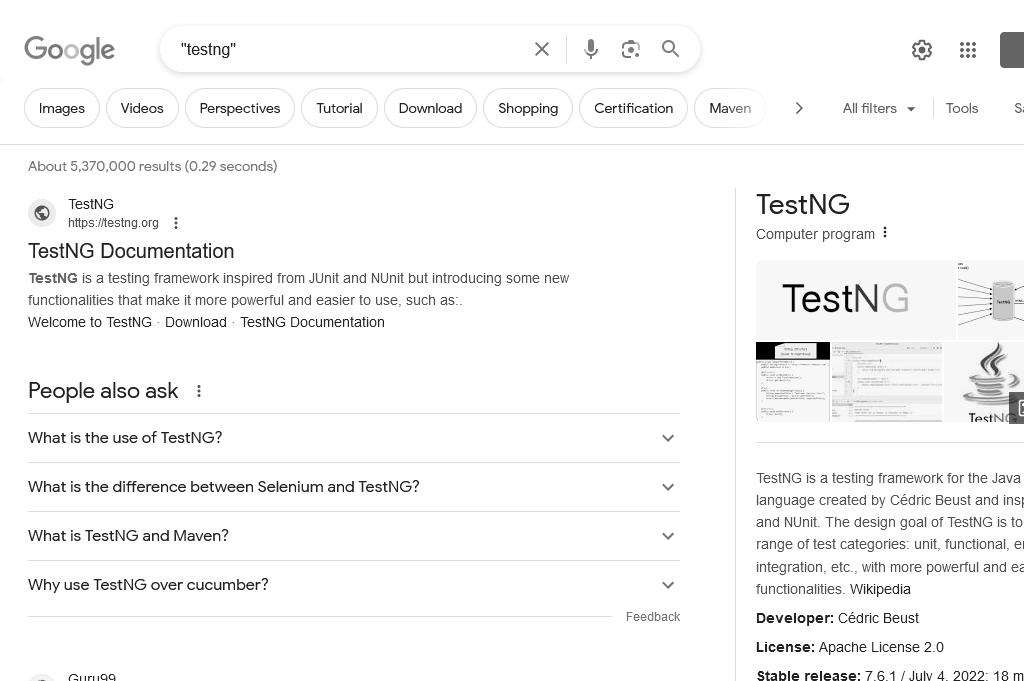 Google
"testng"
Images
Videos
Perspectives
Tutorial
Download
Shopping
Certification
Maven
All filters
Tools
About 5,370,000 results (0.29 seconds)
TestNG
https://testng.org
TestNG Documentation
TestNG is a testing framework inspired from JUnit and NUnit but introducing some new
functionalities that make it more powerful and easier to use, such as:.
Welcome to TestNG · Download · TestNG Documentation
People also ask
What is the use of TestNG?
What is the difference between Selenium and TestNG?
What is TestNG and Maven?
Why use TestNG over cucumber?
Feedback
Guru99
TestNG
Computer program
TestNG
TestNG
TestNG is a testing framework for the Java
language created by Cédric Beust and insp
and NUnit. The design goal of TestNG is to
range of test categories: unit, functional, e
integration, etc., with more powerful and ea
functionalities. Wikipedia
Developer: Cédric Beust
License: Apache License 2.0
Stable release: 7.6.1 / July 4, 2022; 18 m